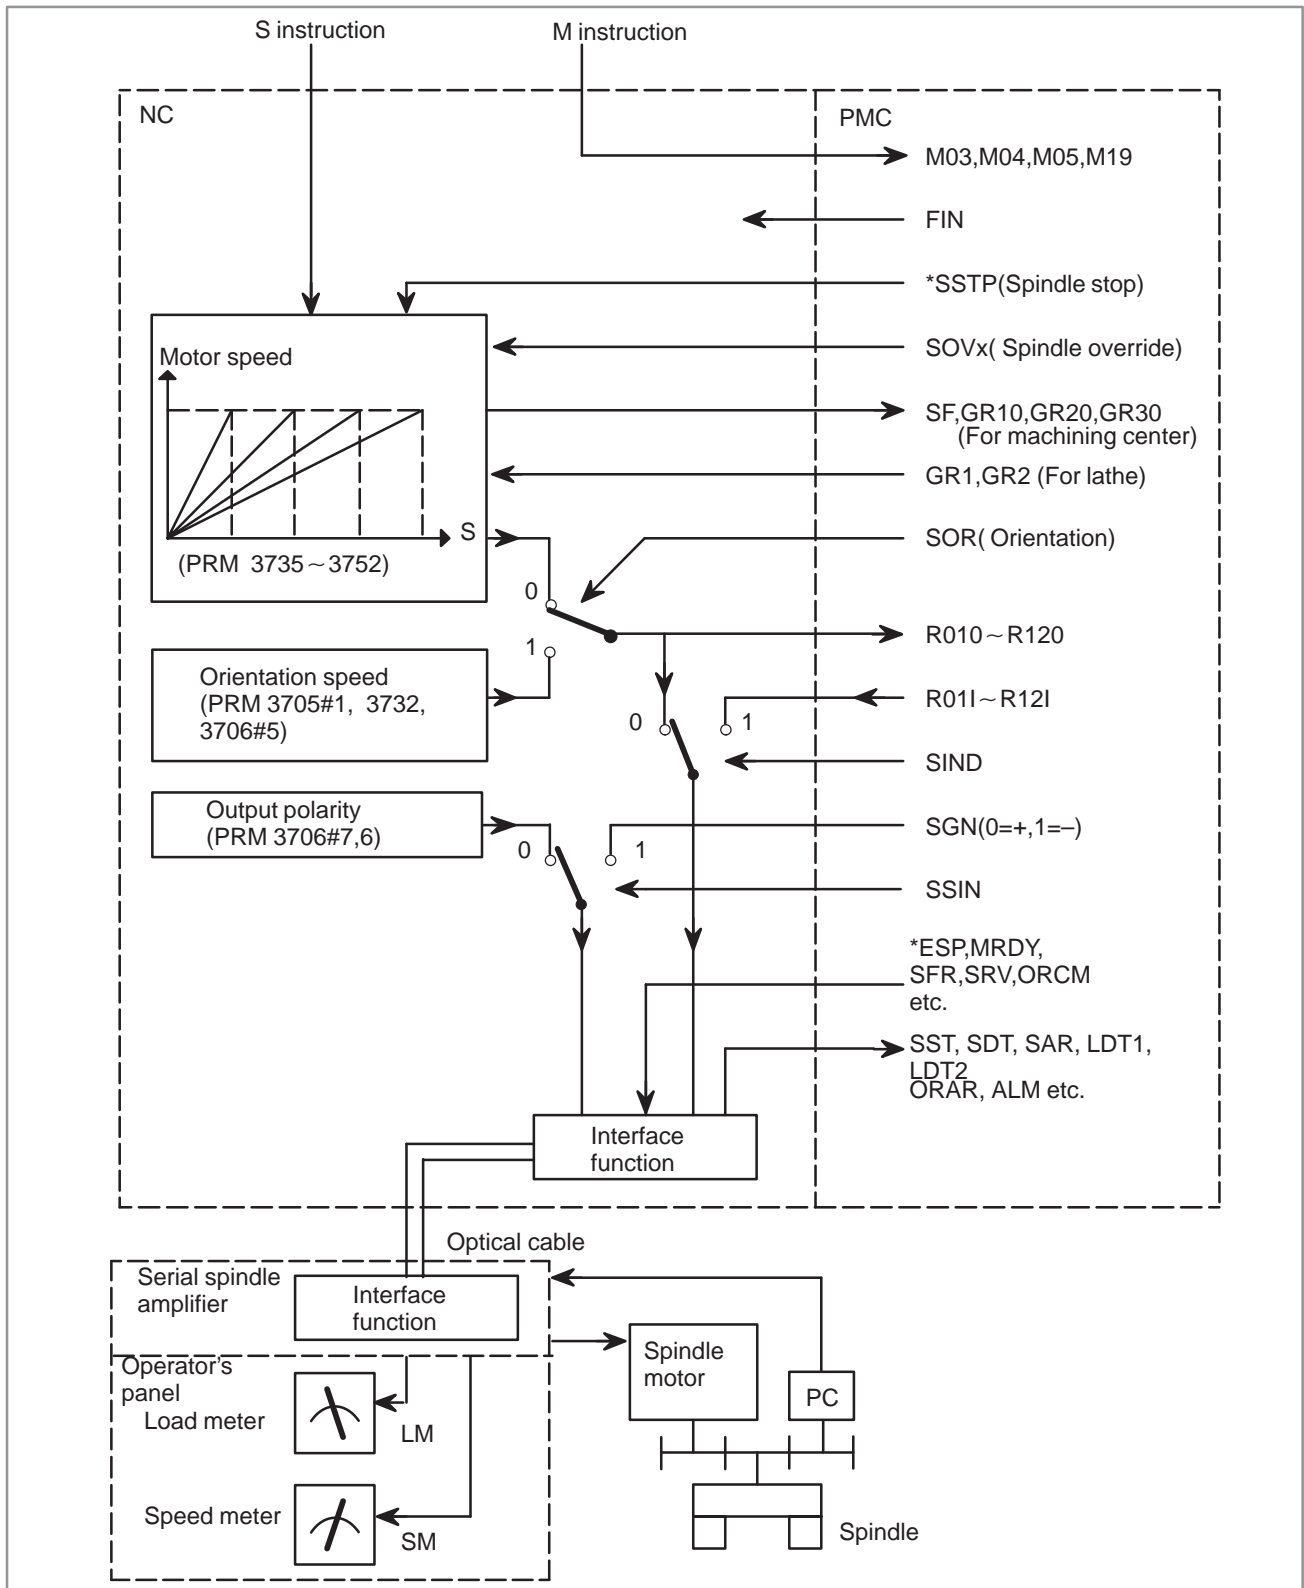 S instruction
M instruction
NC
PMC
M03,M04,M05,M19
FIN
*SSTP(Spindle stop)
Motor speed
SOVx( Spindle override)
SF,GR10,GR20,GR30
(For machining center)
GR1,GR2 (For lathe)
S
SOR( Orientation)
(PRM 3735~3752)
0
1
R010~R120
Orientation speed
(PRM 3705#1, 3732,
3706#5)
R01I~R12I
0
1
SIND
Output polarity
(PRM 3706#7,6)
SGN(0=+,1=–)
0
1
SSIN
*ESP,MRDY,
SFR,SRV,ORCM
etc.
SST, SDT, SAR, LDT1,
LDT2
ORAR, ALM etc.
Interface
function
Optical cable
Serial spindle
amplifier
Interface
function
Operator's
panel
Load meter
LM
Spindle
motor
PC
Speed meter
SM
Spindle